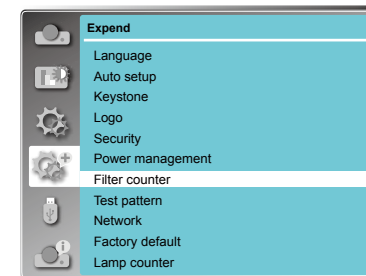 Expend
Language
Auto setup
Keystone
Logo
Security
Power management
Filter counter
Test pattern
Network
Factory default
Lamp counter